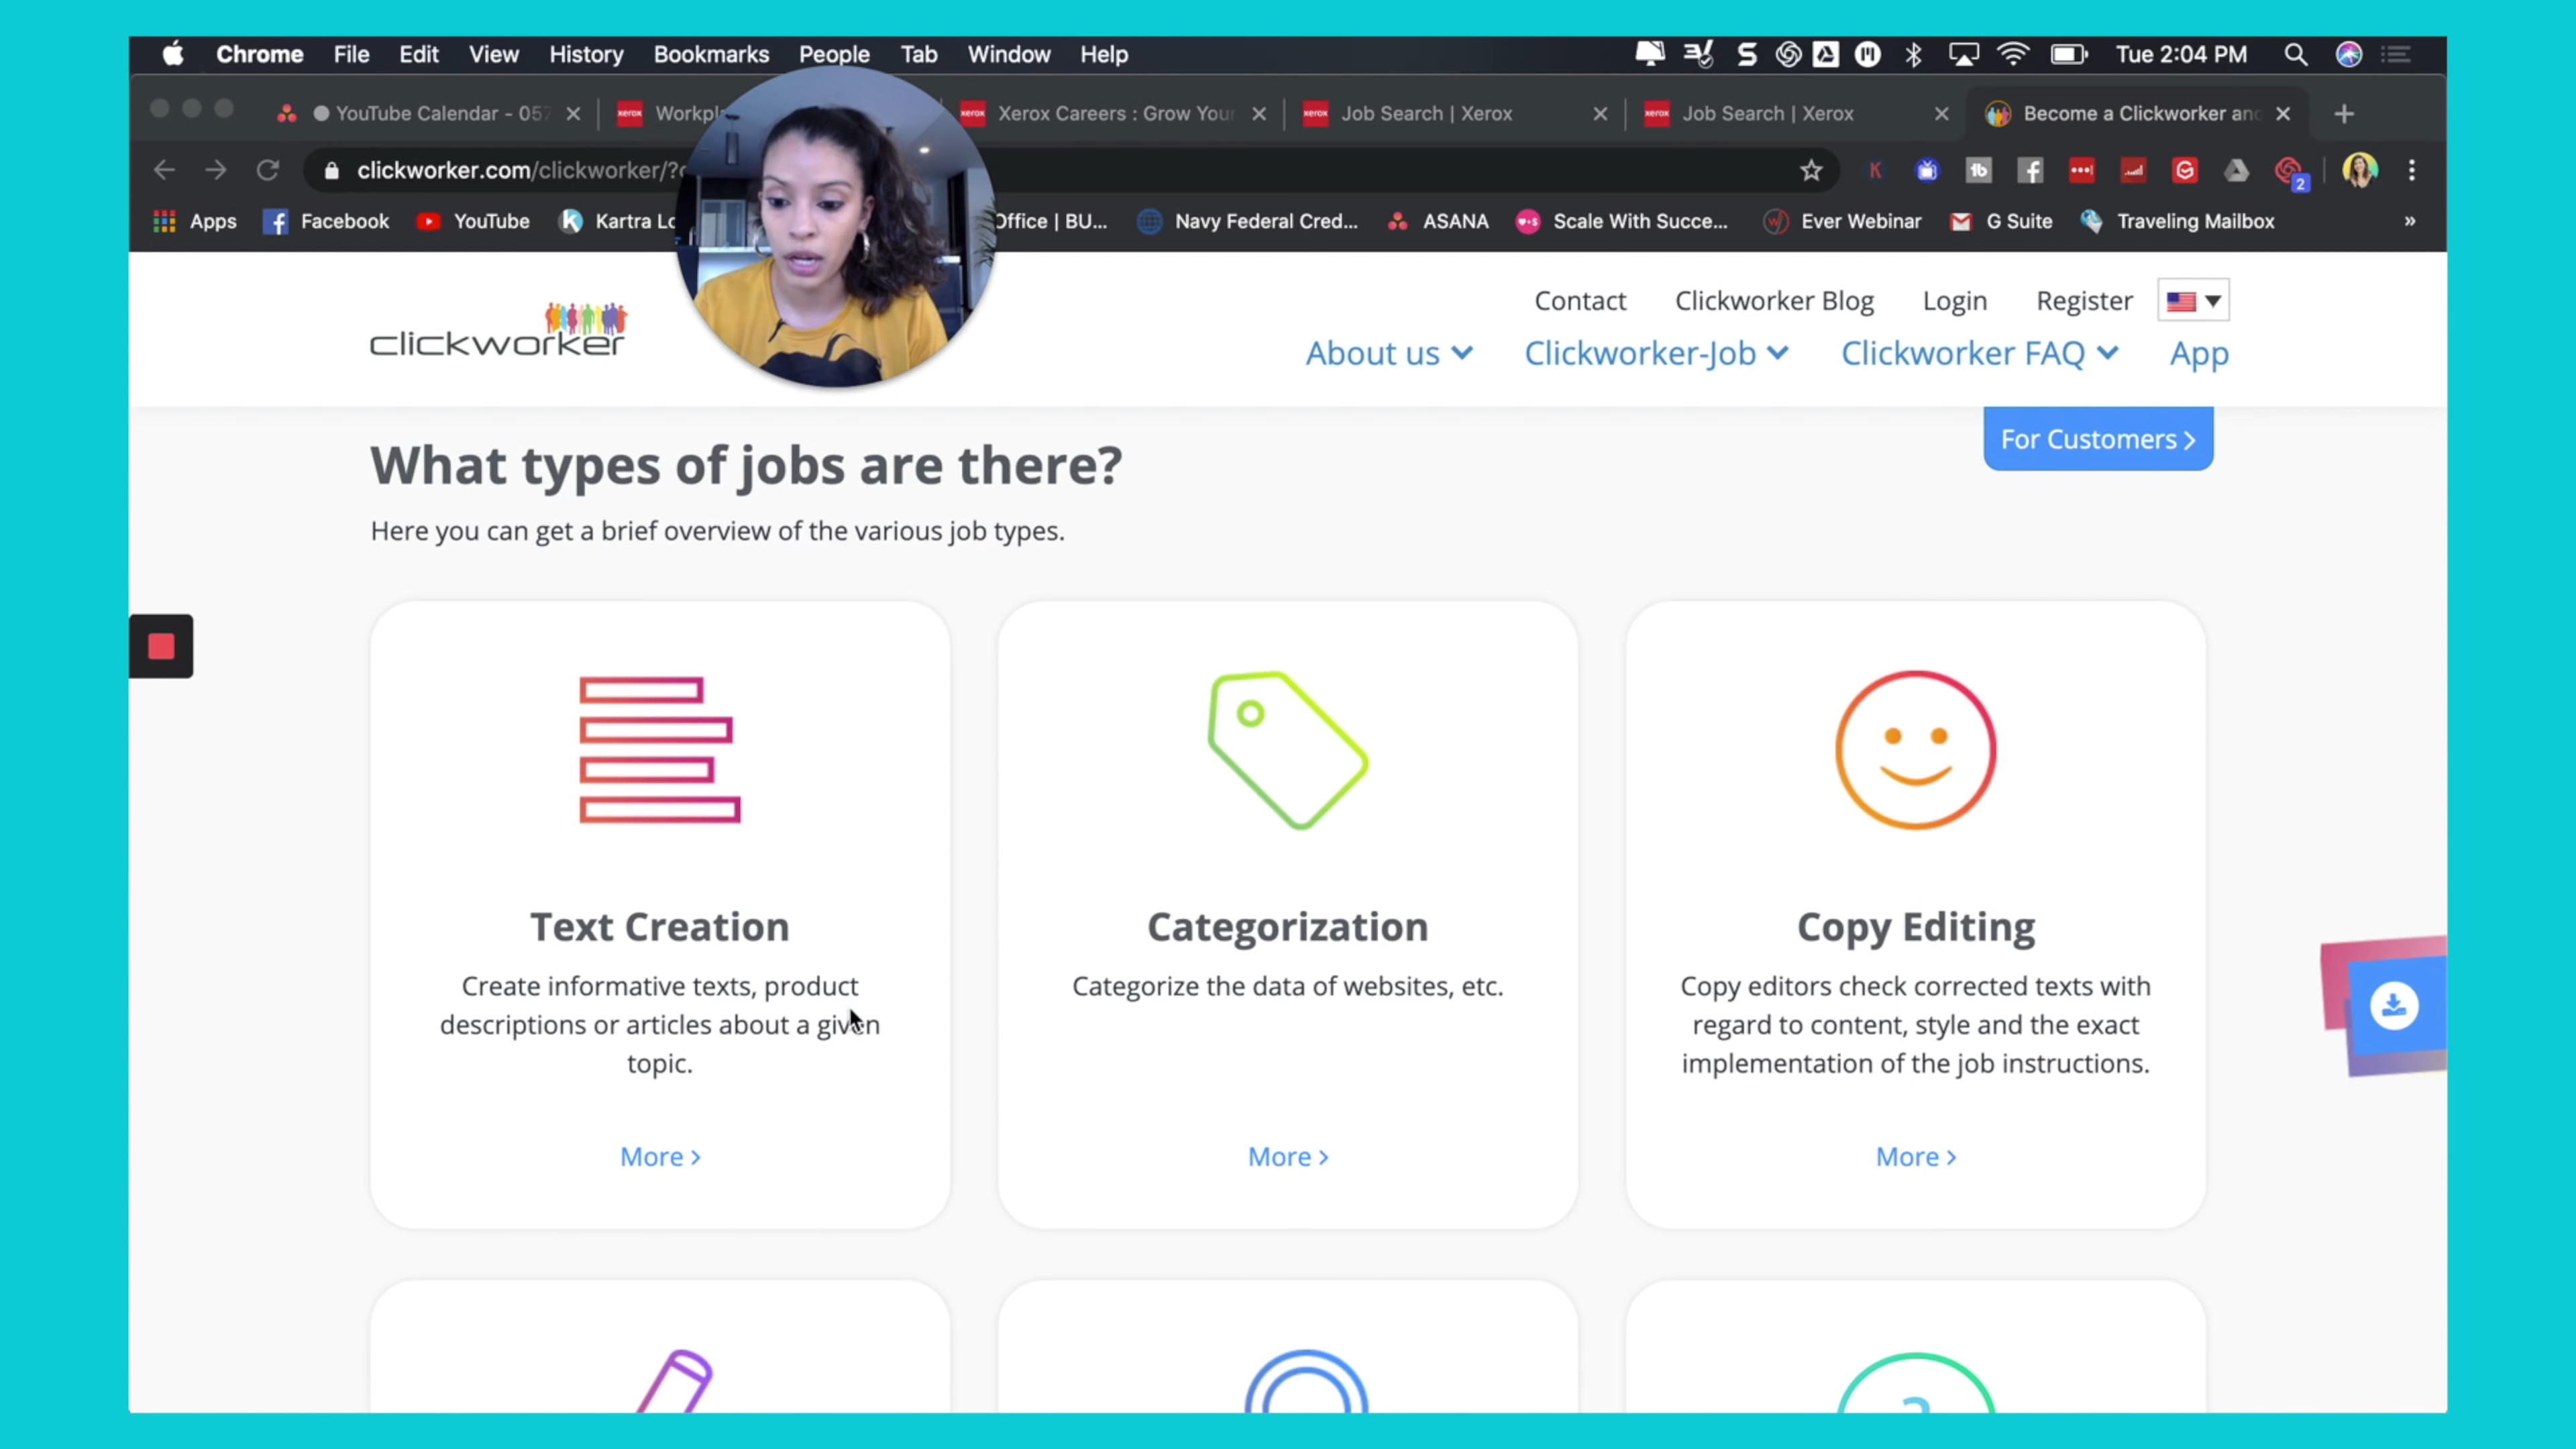 Chrome File Edit View History Bookmarks People Tab Window Help Tue 2:04 PM
YouTube Calendar - 057 Xerox Careers : Grow Your Job Search | Xerox Job Search | Xerox Become a Clickworker and
clickworker.com/clickworker/? 2
Apps Facebook YouTube Kartra Office | BU... Navy Federal Cred... ASANA Scale With Succe... Ever Webinar G Suite Traveling Mailbox »
Contact Clickworker Blog Login Register
clickworker
About us Clickworker-Job Clickworker FAQ App
For Customers >
What types of jobs are there?
Here you can get a brief overview of the various job types.
Text Creation
Create informative texts, product
descriptions or articles about a given
topic.
More >
Categorization
Categorize the data of websites, etc.
More >
Copy Editing
Copy editors check corrected texts with
regard to content, style and the exact
implementation of the job instructions.
More >